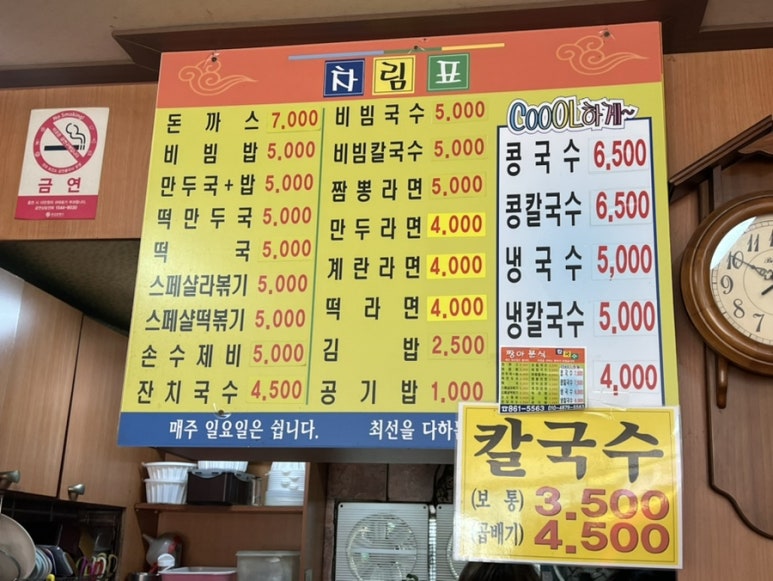 차림표
돈까스 7,000
비빔밥 5,000
만두국+밥 5,000
떡만두국 5,000
떡국 5,000
스페샬라볶기 5,000
스페샬떡볶기 5,000
손수제비 5,000
잔치국수 4,500
비빔국수 5,000
비빔칼국수 5,000
짬뽕라면 5,000
만두라면 4,000
계란라면 4,000
떡라면 4,000
김밥 2,500
공기밥 1,000
COOOL하게~
콩국수 6,500
콩칼국수 6,500
냉국수 5,000
냉칼국수 5,000
4,000
☎861-5563
매주 일요일은 쉽니다.
최선을 다하
칼국수
(보통) 3.500
(곱배기) 4.500
No Smoking
금연